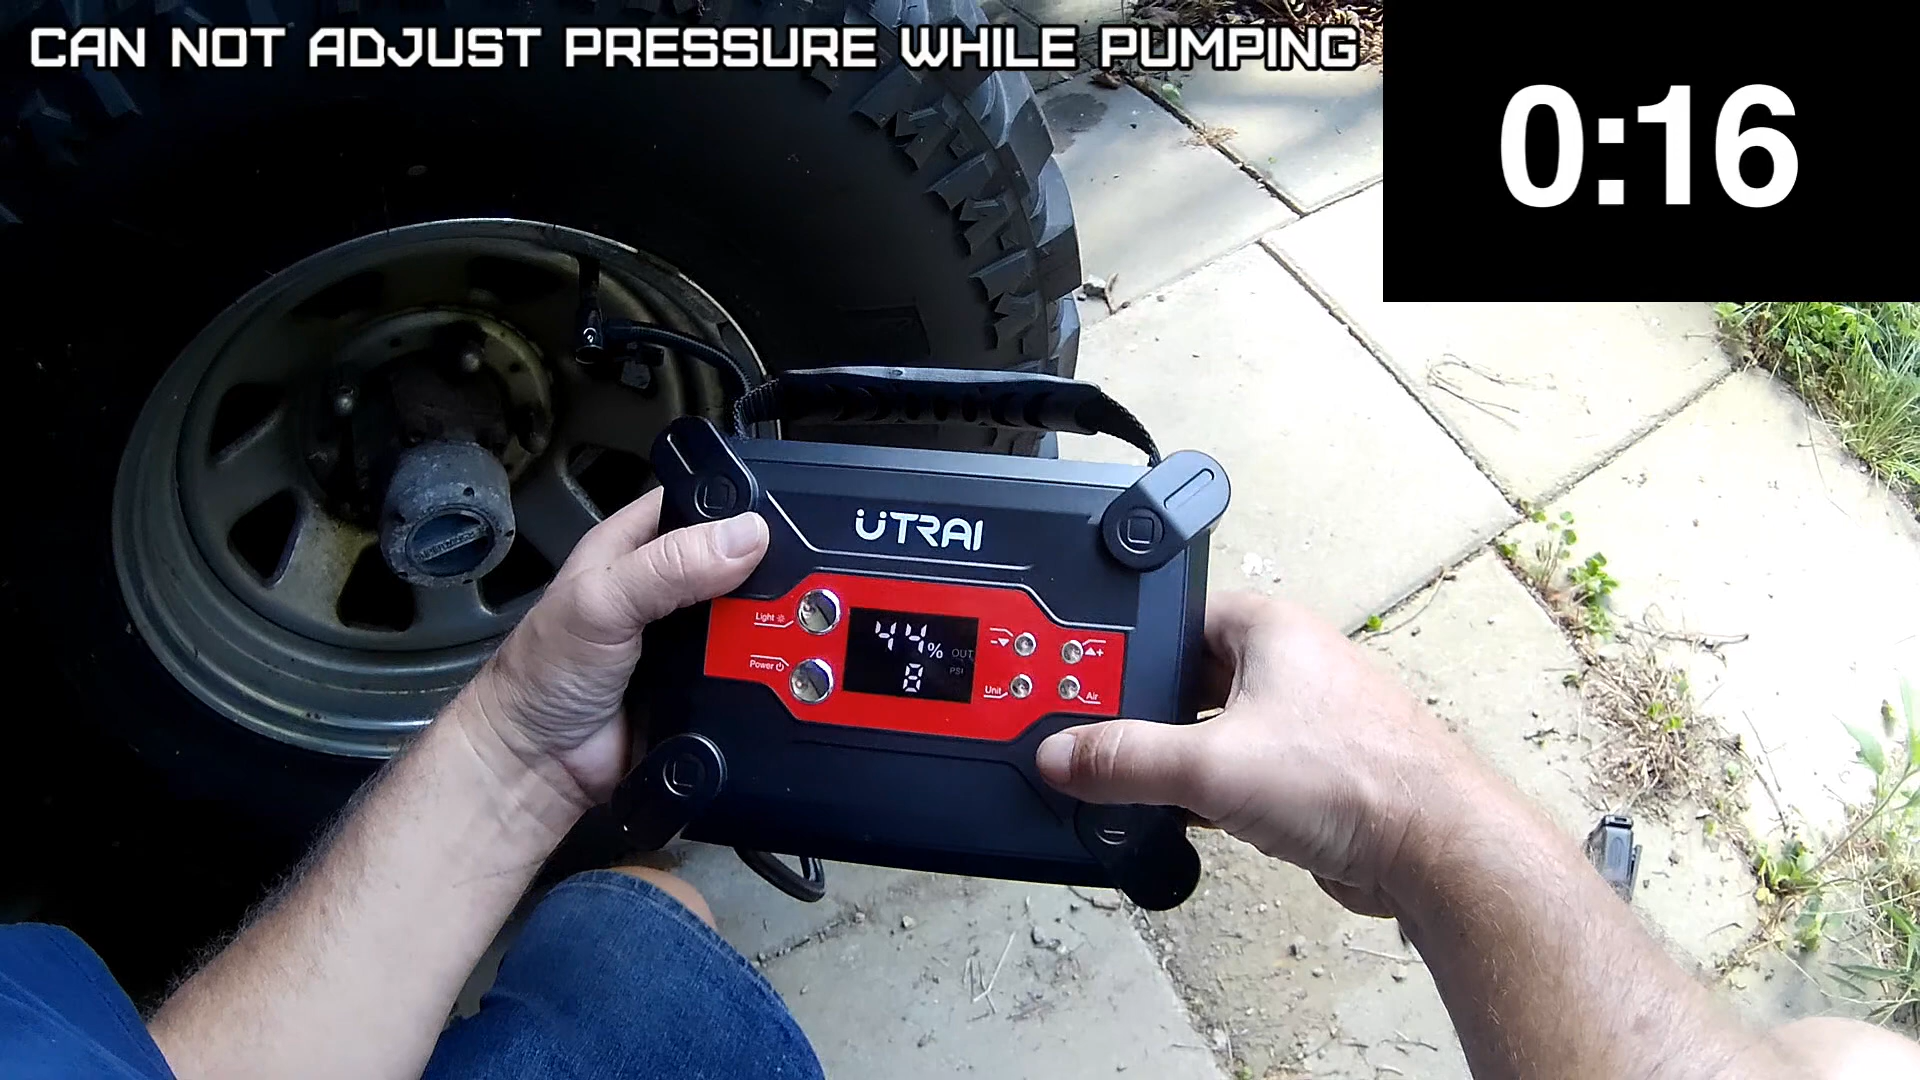 CAN NOT ADJUST PRESSURE WHILE PUMPING
0:16
UTRAI
Light
44% OUT
Power
8 PSI
- +
Unit
Air